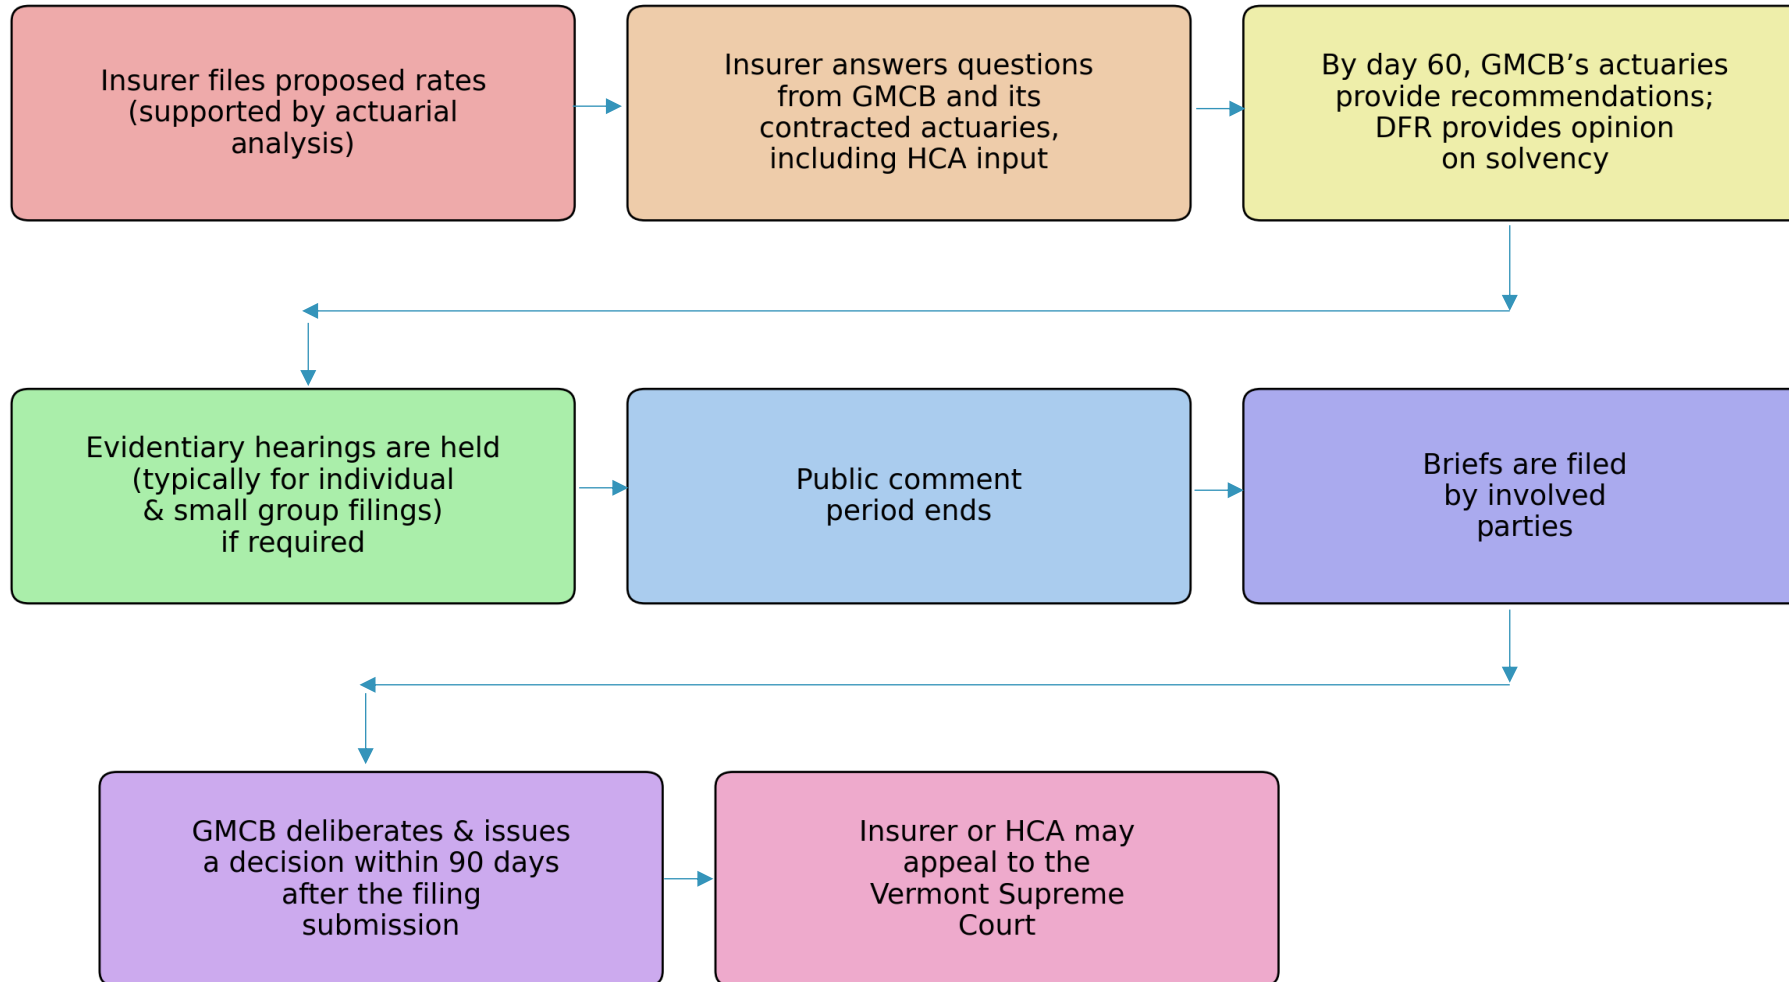 Insurer files proposed rates
(supported by actuarial
analysis)
Insurer answers questions
from GMCB and its
contracted actuaries,
including HCA input
By day 60, GMCB’s actuaries
provide recommendations;
DFR provides opinion
on solvency
Evidentiary hearings are held
(typically for individual
& small group filings)
if required
Public comment
period ends
Briefs are filed
by involved
parties
GMCB deliberates & issues
a decision within 90 days
after the filing
submission
Insurer or HCA may
appeal to the
Vermont Supreme
Court